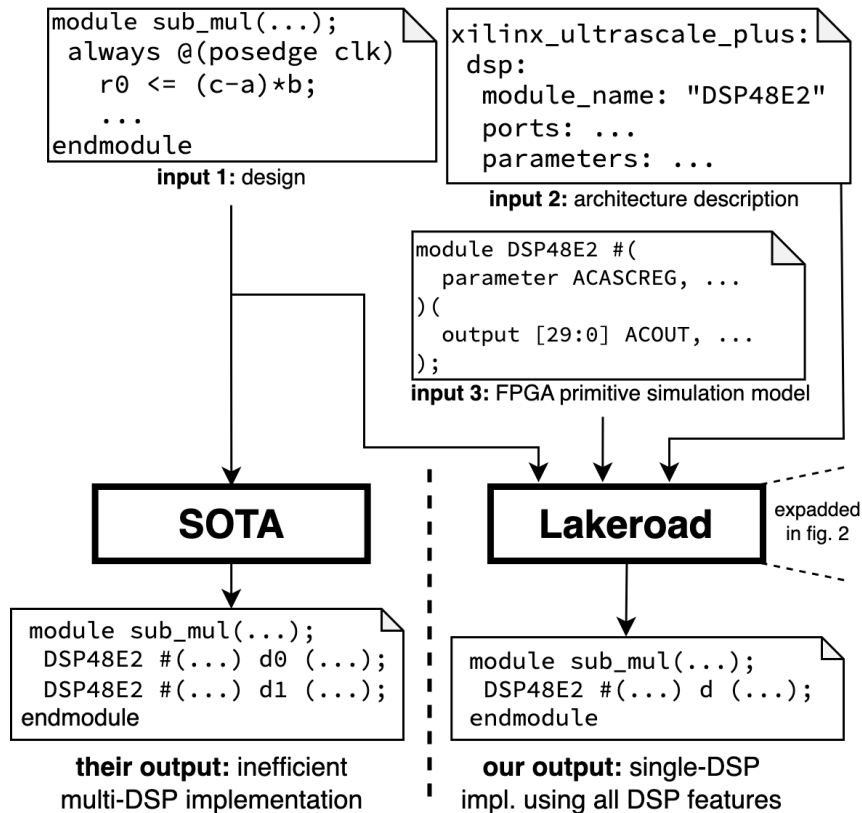 module sub_mul(...);
always @(posedge clk)
r0 <= (c-a)*b;
...
endmodule
input 1: design
xilinx_ultrascale_plus:
dsp:
module_name: "DSP48E2"
ports: ...
parameters: ...
input 2: architecture description
module DSP48E2 #(
parameter ACASCREG, ...
)(
output [29:0] ACOUT, ...
);
input 3: FPGA primitive simulation model
SOTA
Lakeroad
expadded
in fig. 2
module sub_mul(...);
DSP48E2 #(...) d0 (...);
DSP48E2 #(...) d1 (...);
endmodule
their output: inefficient
multi-DSP implementation
module sub_mul(...);
DSP48E2 #(...) d (...);
endmodule
our output: single-DSP
impl. using all DSP features